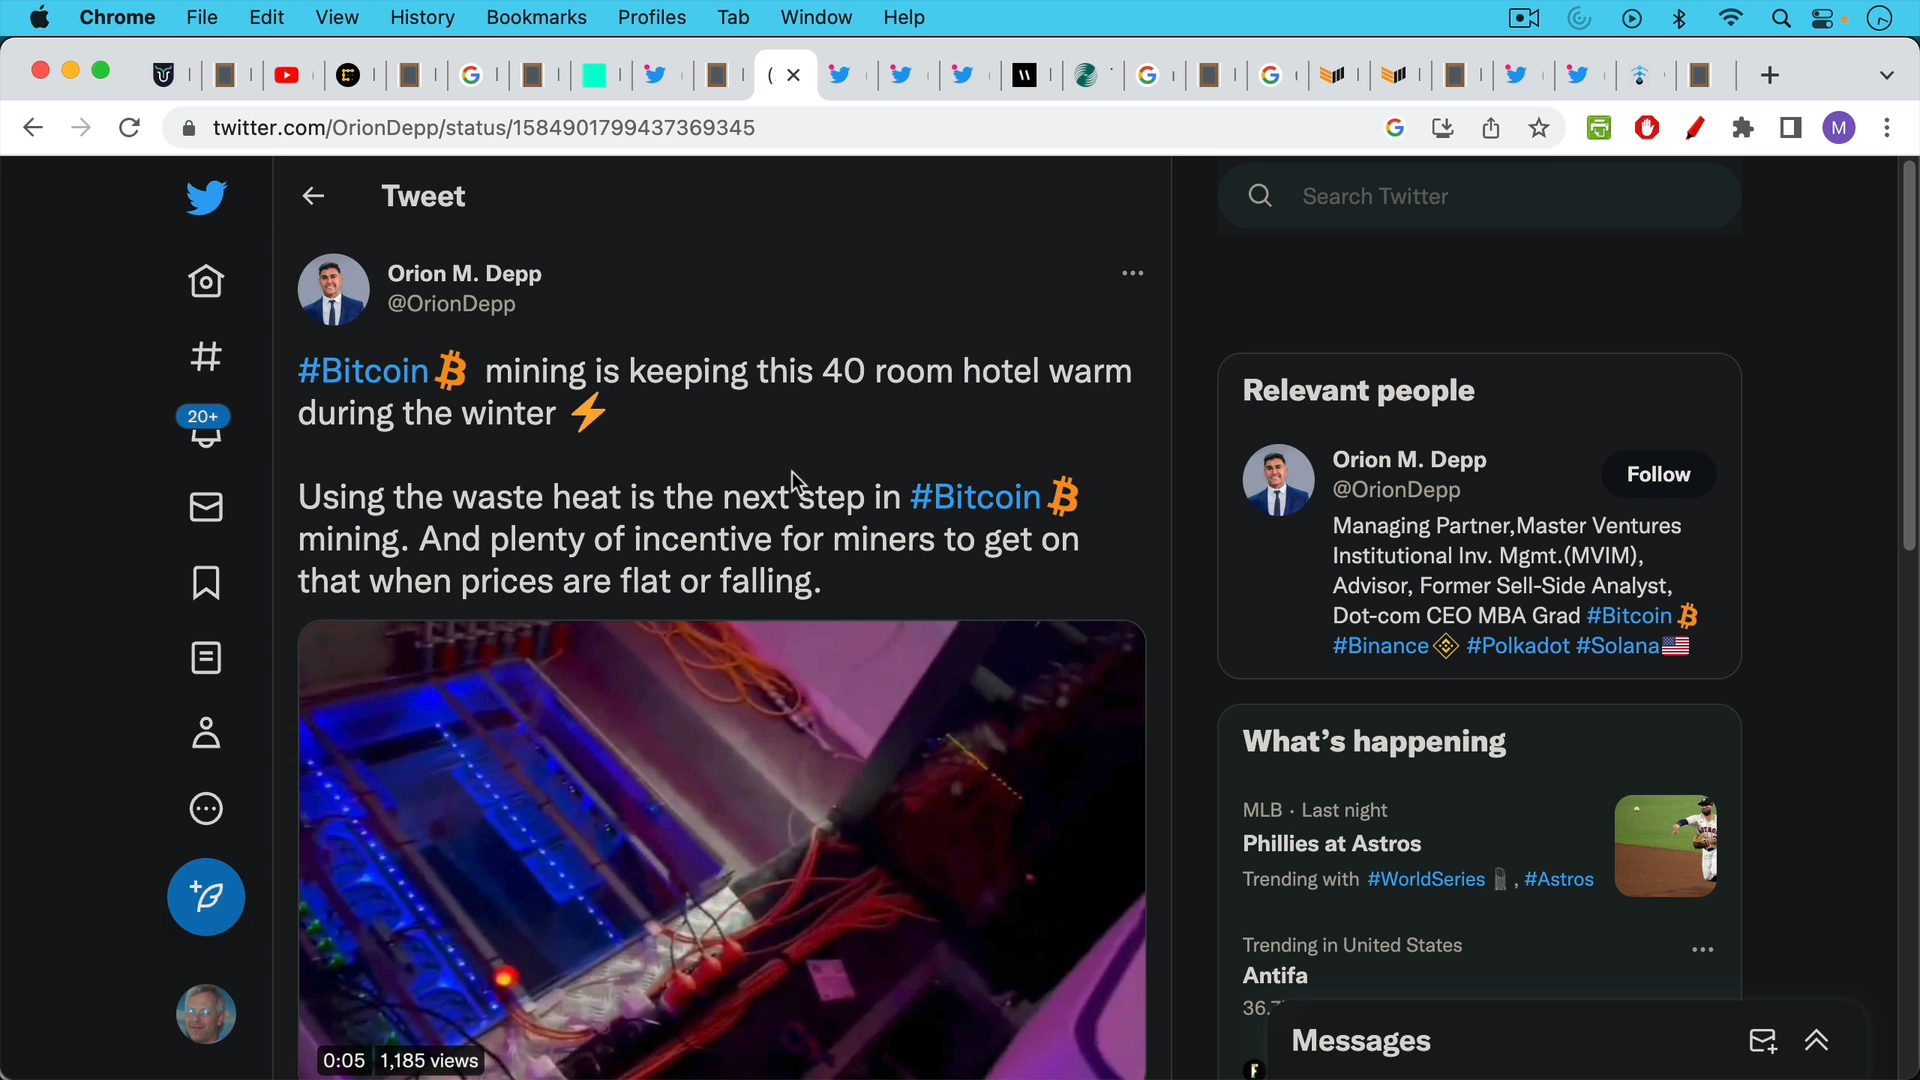 Chrome File Edit View History Bookmarks Profiles Tab Window Help
twitter.com/OrionDepp/status/1584901799437369345
M
Tweet
Search Twitter
Orion M. Depp
@OrionDepp
#Bitcoin mining is keeping this 40 room hotel warm
during the winter ⚡
20+
Using the waste heat is the next step in #Bitcoin
mining. And plenty of incentive for miners to get on
that when prices are flat or falling.
0:05 1,185 views
Relevant people
Orion M. Depp
@OrionDepp
Follow
Managing Partner,Master Ventures
Institutional Inv. Mgmt.(MVIM),
Advisor, Former Sell-Side Analyst,
Dot-com CEO MBA Grad #Bitcoin
#Binance #Polkadot #Solana🇺🇸
What's happening
MLB · Last night
Phillies at Astros
Trending with #WorldSeries , #Astros
Trending in United States
Antifa
Messages